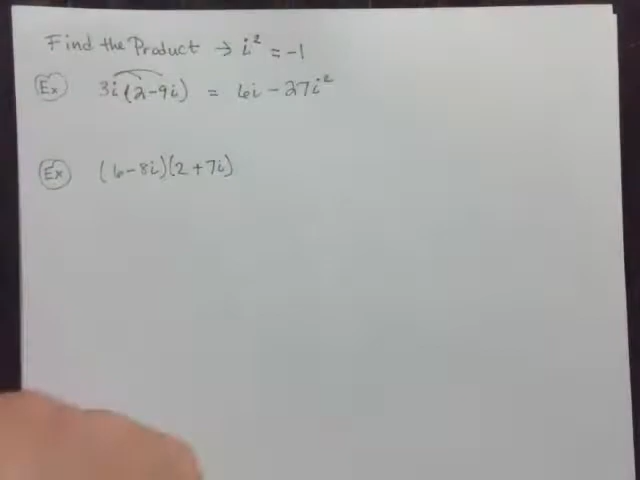 Find the Product → i² = -1
Ex 3i(2-9i) = 6i - 27i²
Ex (6-8i)(2+7i)